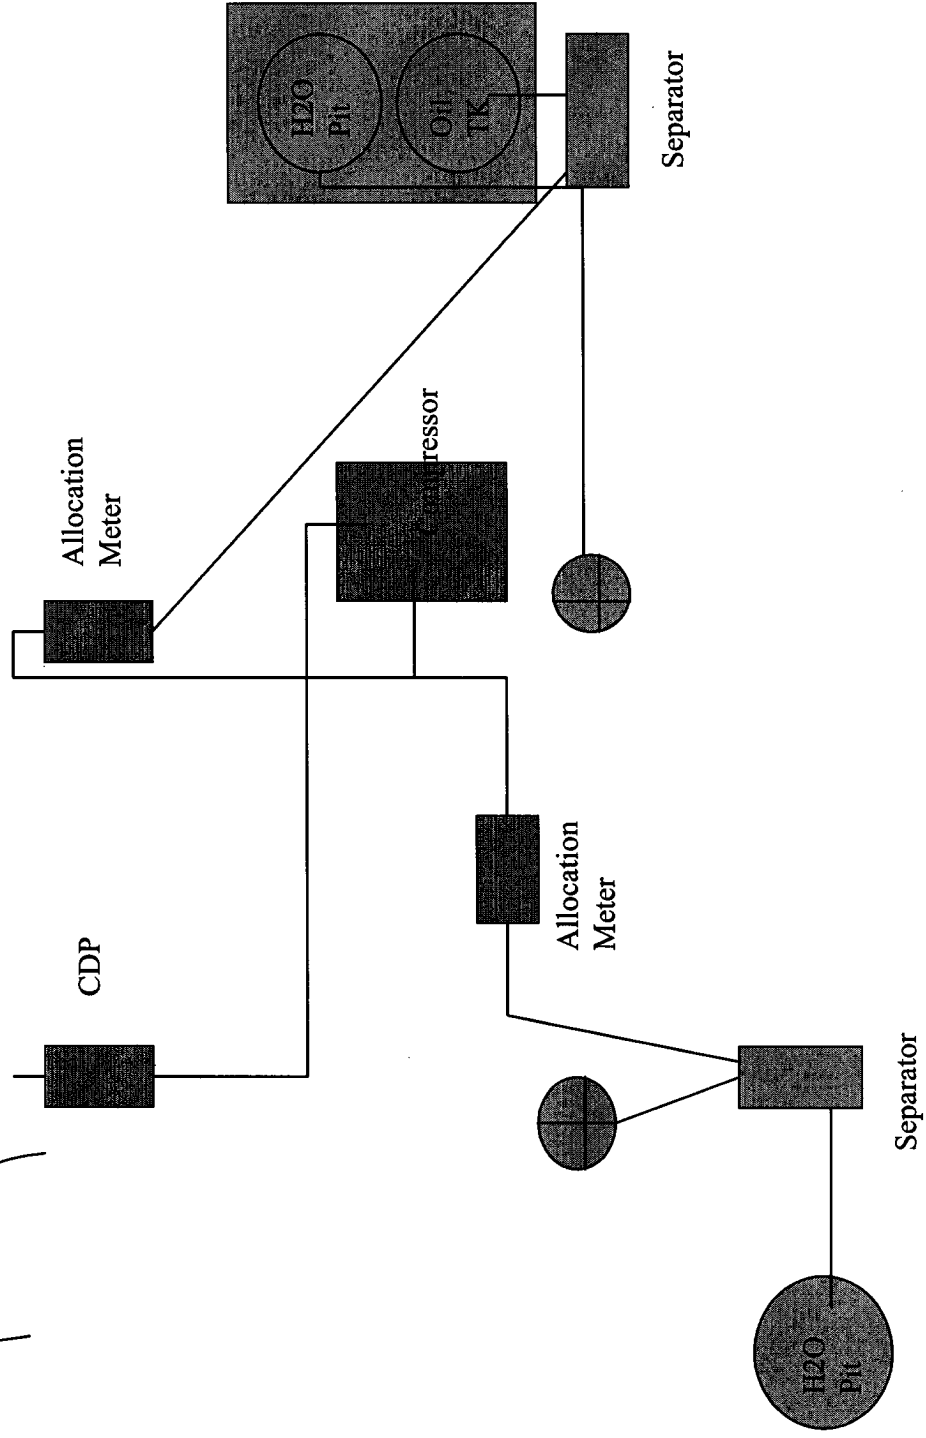 H2O
Pit
Oil
TK
Separator
Allocation
Meter
Compressor
CDP
Allocation
Meter
Separator
H2O
Pit